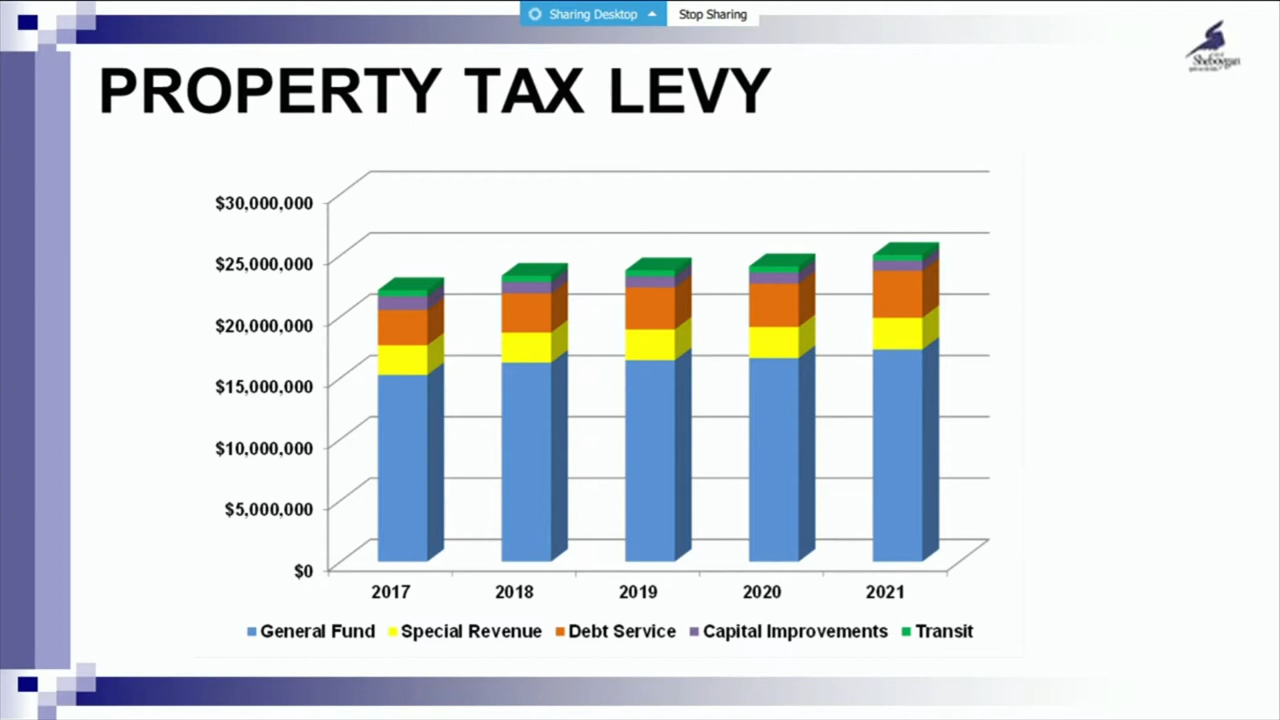 Sharing Desktop Stop Sharing
Sheboygan
PROPERTY TAX LEVY
$30,000,000
$25,000,000
$20,000,000
$15,000,000
$10,000,000
$5,000,000
$0
2017 2018 2019 2020 2021
General Fund Special Revenue Debt Service Capital Improvements Transit